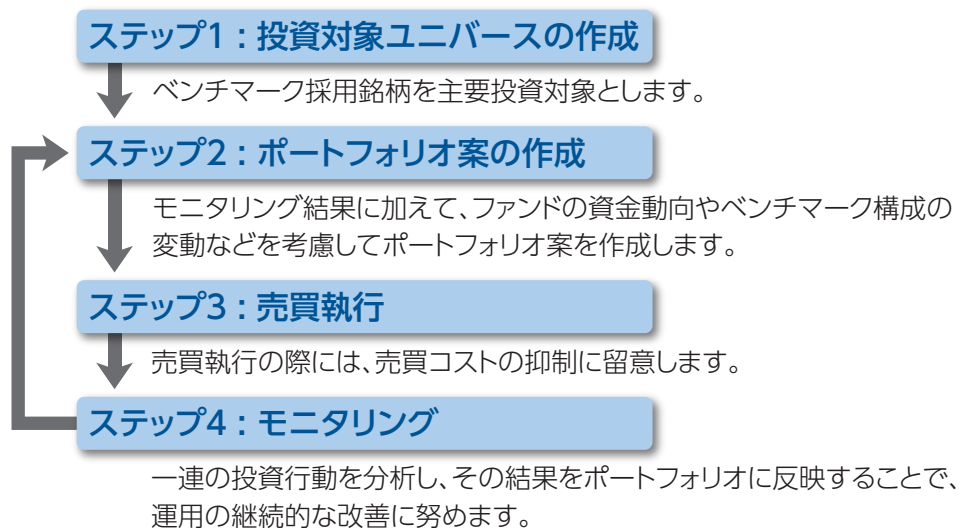 ステップ1：投資対象ユニバースの作成
ベンチマーク採用銘柄を主要投資対象とします。
ステップ2：ポートフォリオ案の作成
モニタリング結果に加えて、ファンドの資金動向やベンチマーク構成の
変動などを考慮してポートフォリオ案を作成します。
ステップ3：売買執行
売買執行の際には、売買コストの抑制に留意します。
ステップ4：モニタリング
一連の投資行動を分析し、その結果をポートフォリオに反映することで、
運用の継続的な改善に努めます。